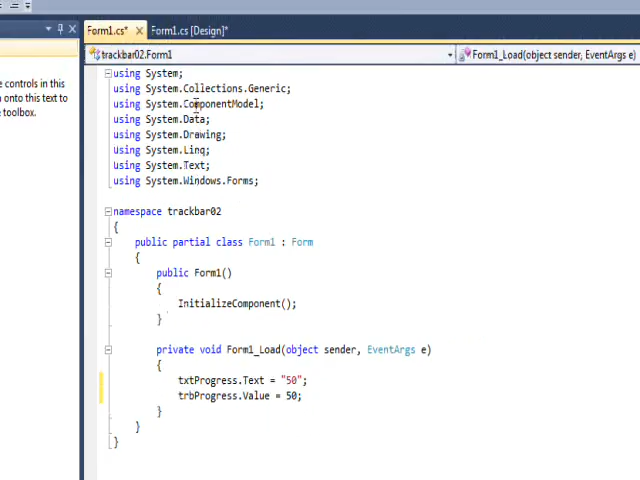 Form1.cs* Form1.cs [Design]*
trackbar02.Form1 Form1_Load(object sender, EventArgs e)
e controls in this
n onto this text to
e toolbox.
using System;
using System.Collections.Generic;
using System.ComponentModel;
using System.Data;
using System.Drawing;
using System.Linq;
using System.Text;
using System.Windows.Forms;
namespace trackbar02
{
public partial class Form1 : Form
{
public Form1()
{
InitializeComponent();
}
private void Form1_Load(object sender, EventArgs e)
{
txtProgress.Text = "50";
trbProgress.Value = 50;
}
}
}